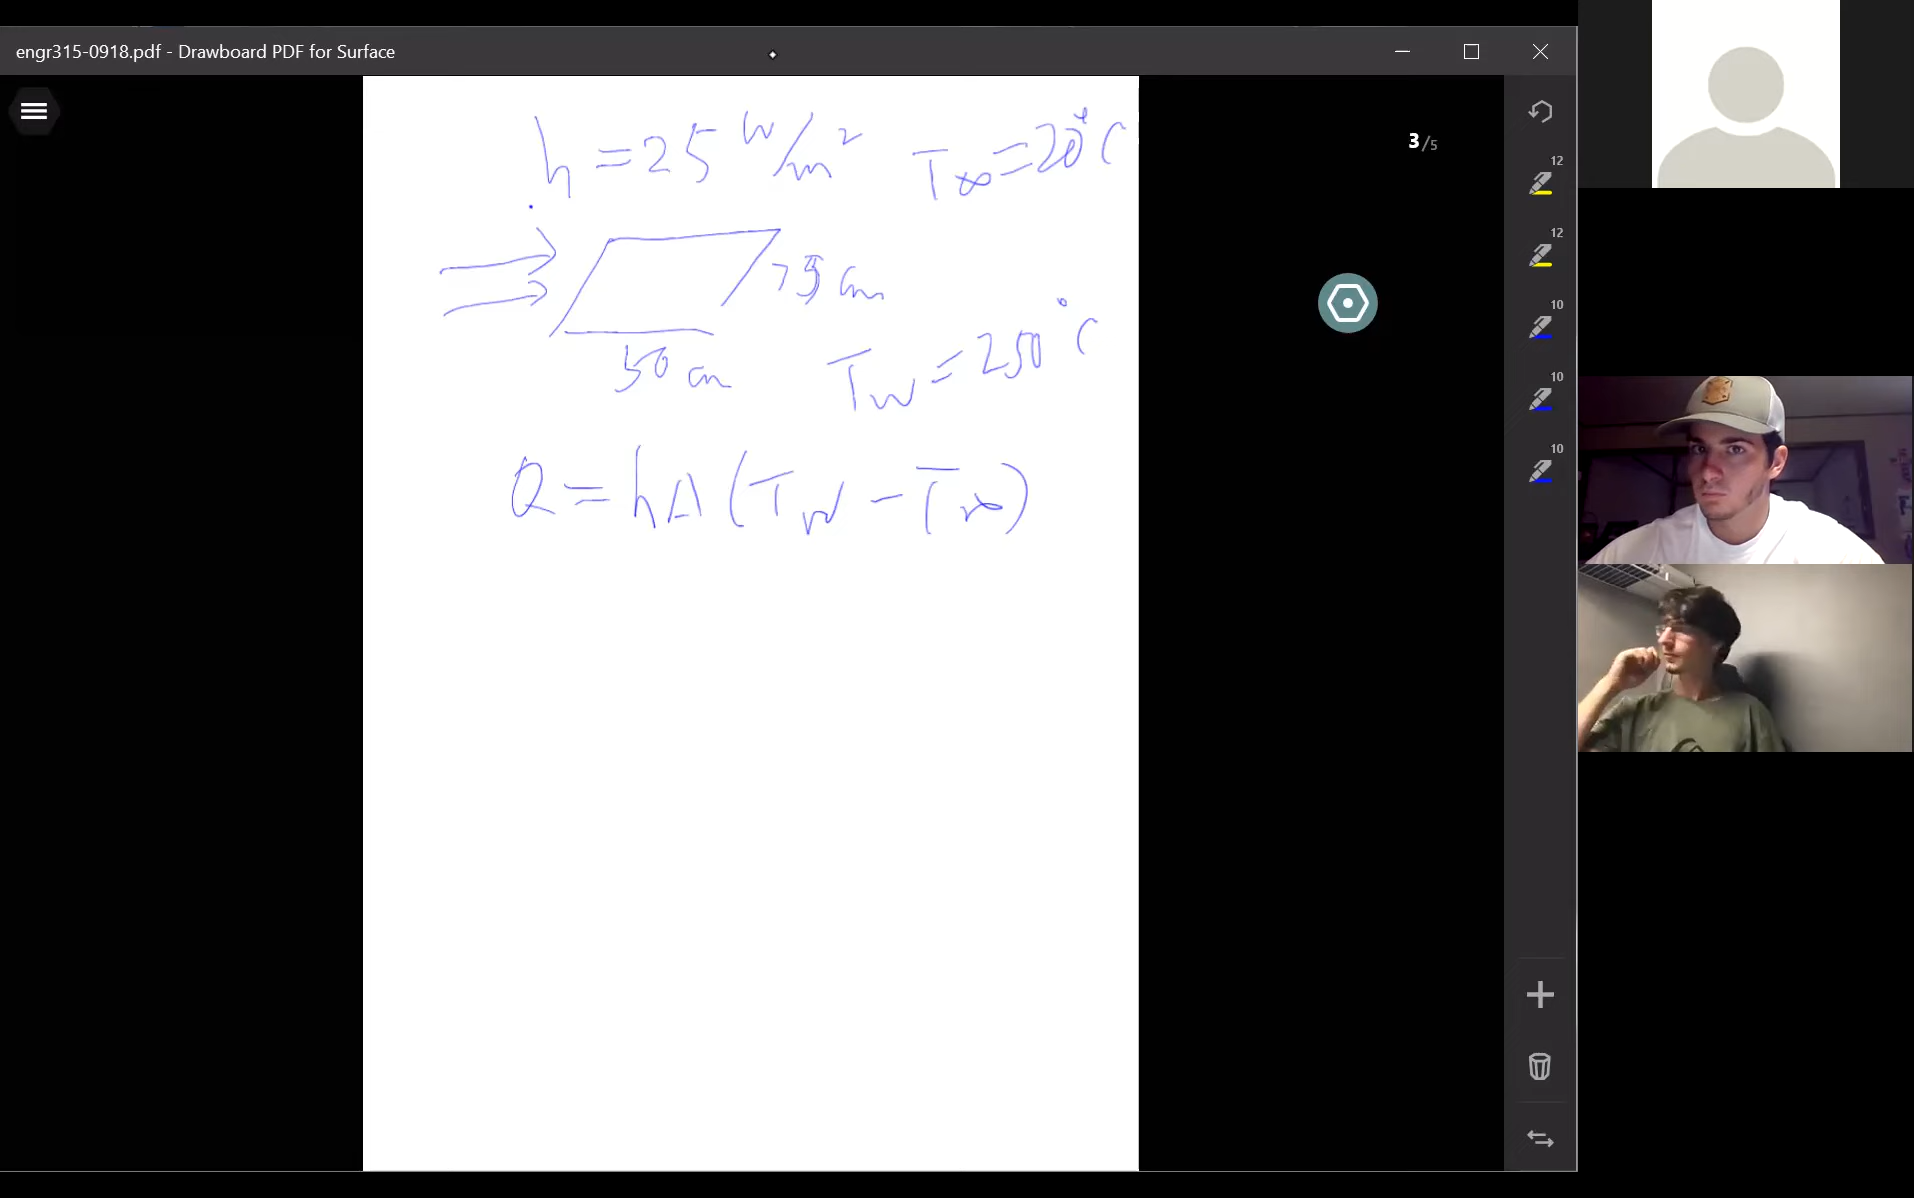 engr315-0918.pdf - Drawboard PDF for Surface
3/5
12
12
10
10
10
h = 25 W/m² T∞ = 20°C
75 cm
50 cm
Tw = 250°C
Q = hA(Tw - T∞)